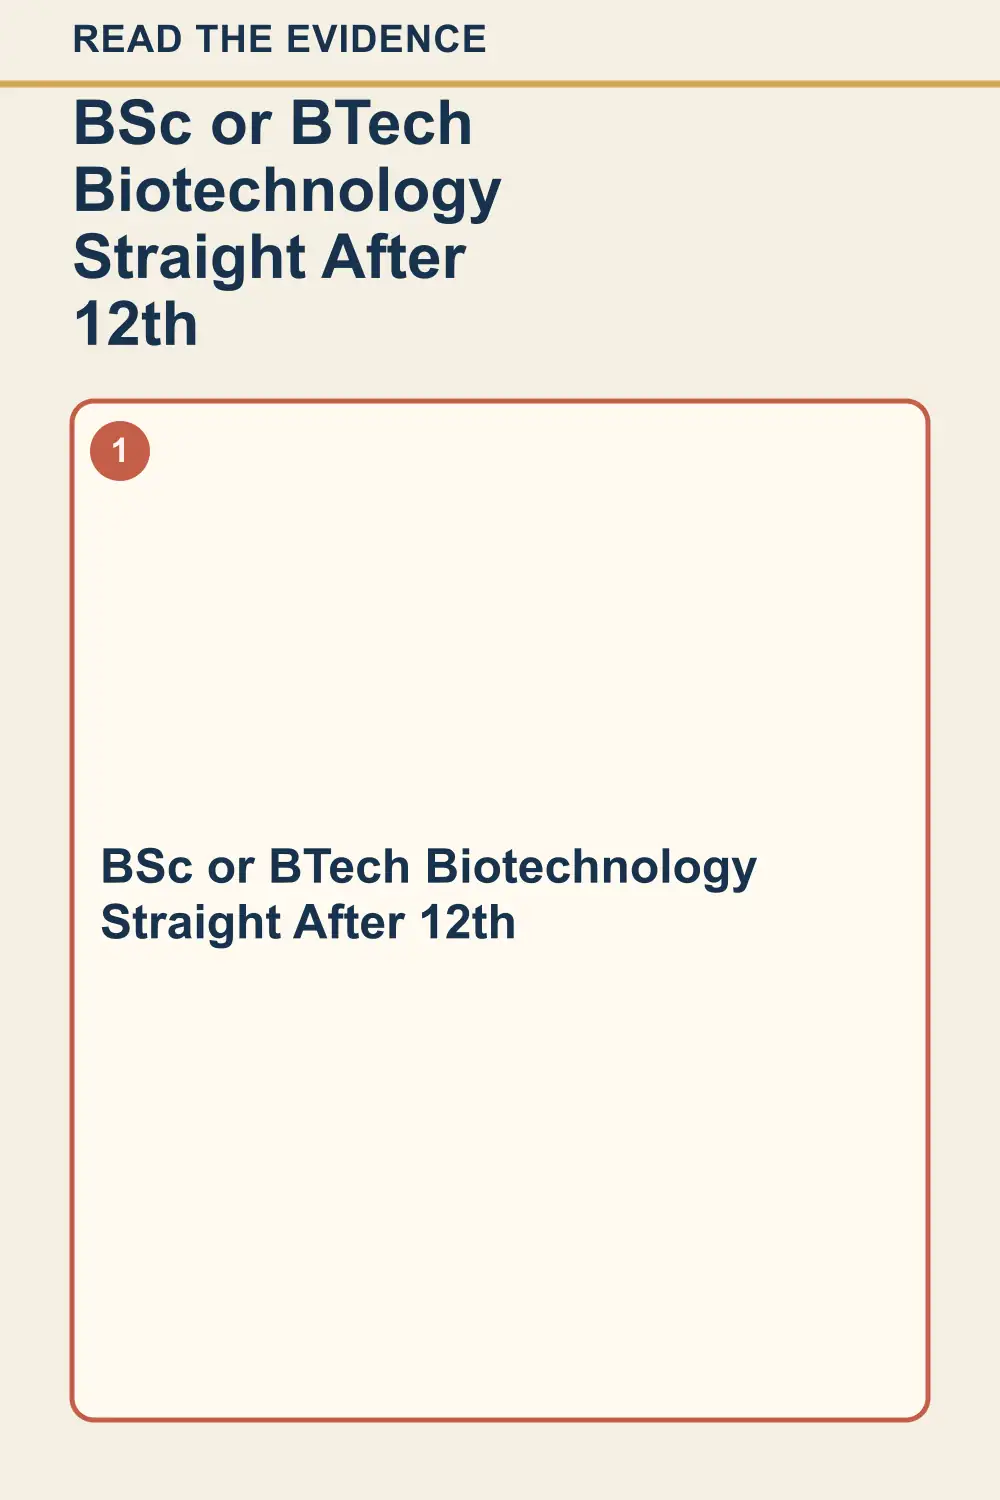 READ THE EVIDENCE
BSc or BTech
Biotechnology
Straight After
12th
1
BSc or BTech Biotechnology
Straight After 12th